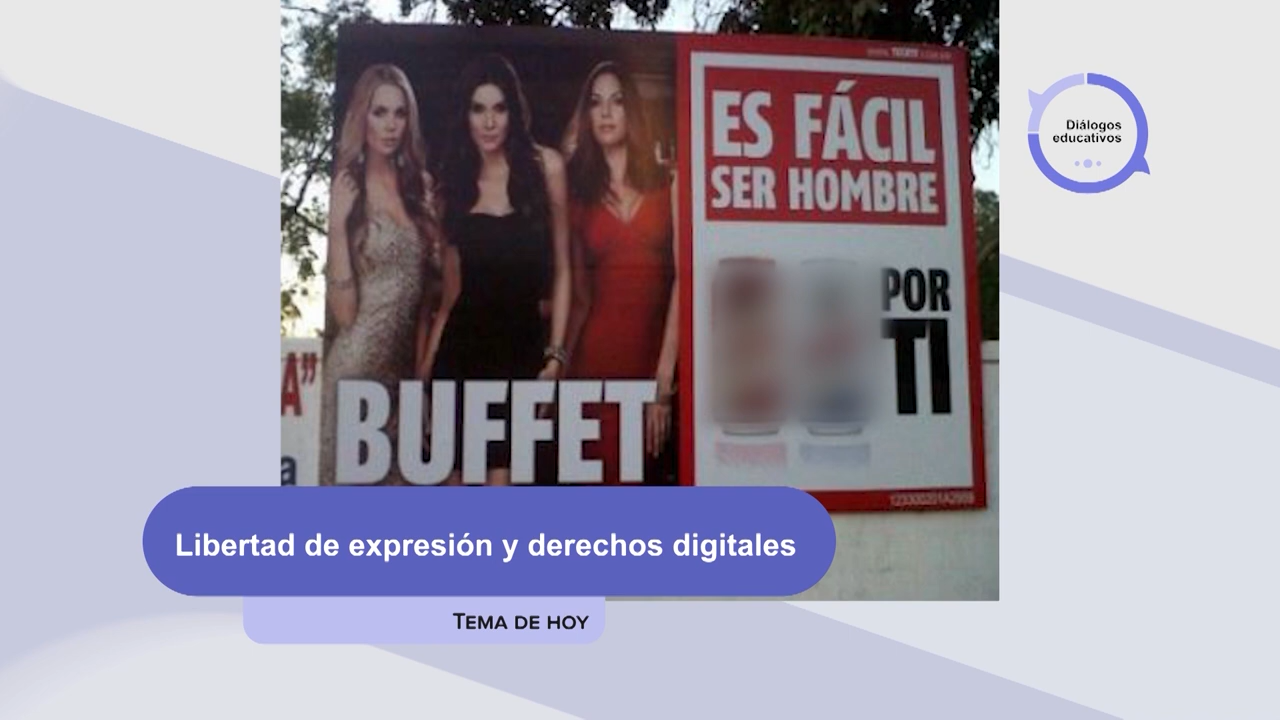 Diálogos
educativos
ES FÁCIL
SER HOMBRE
POR
TI
BUFFET
A”
a
Libertad de expresión y derechos digitales
TEMA DE HOY